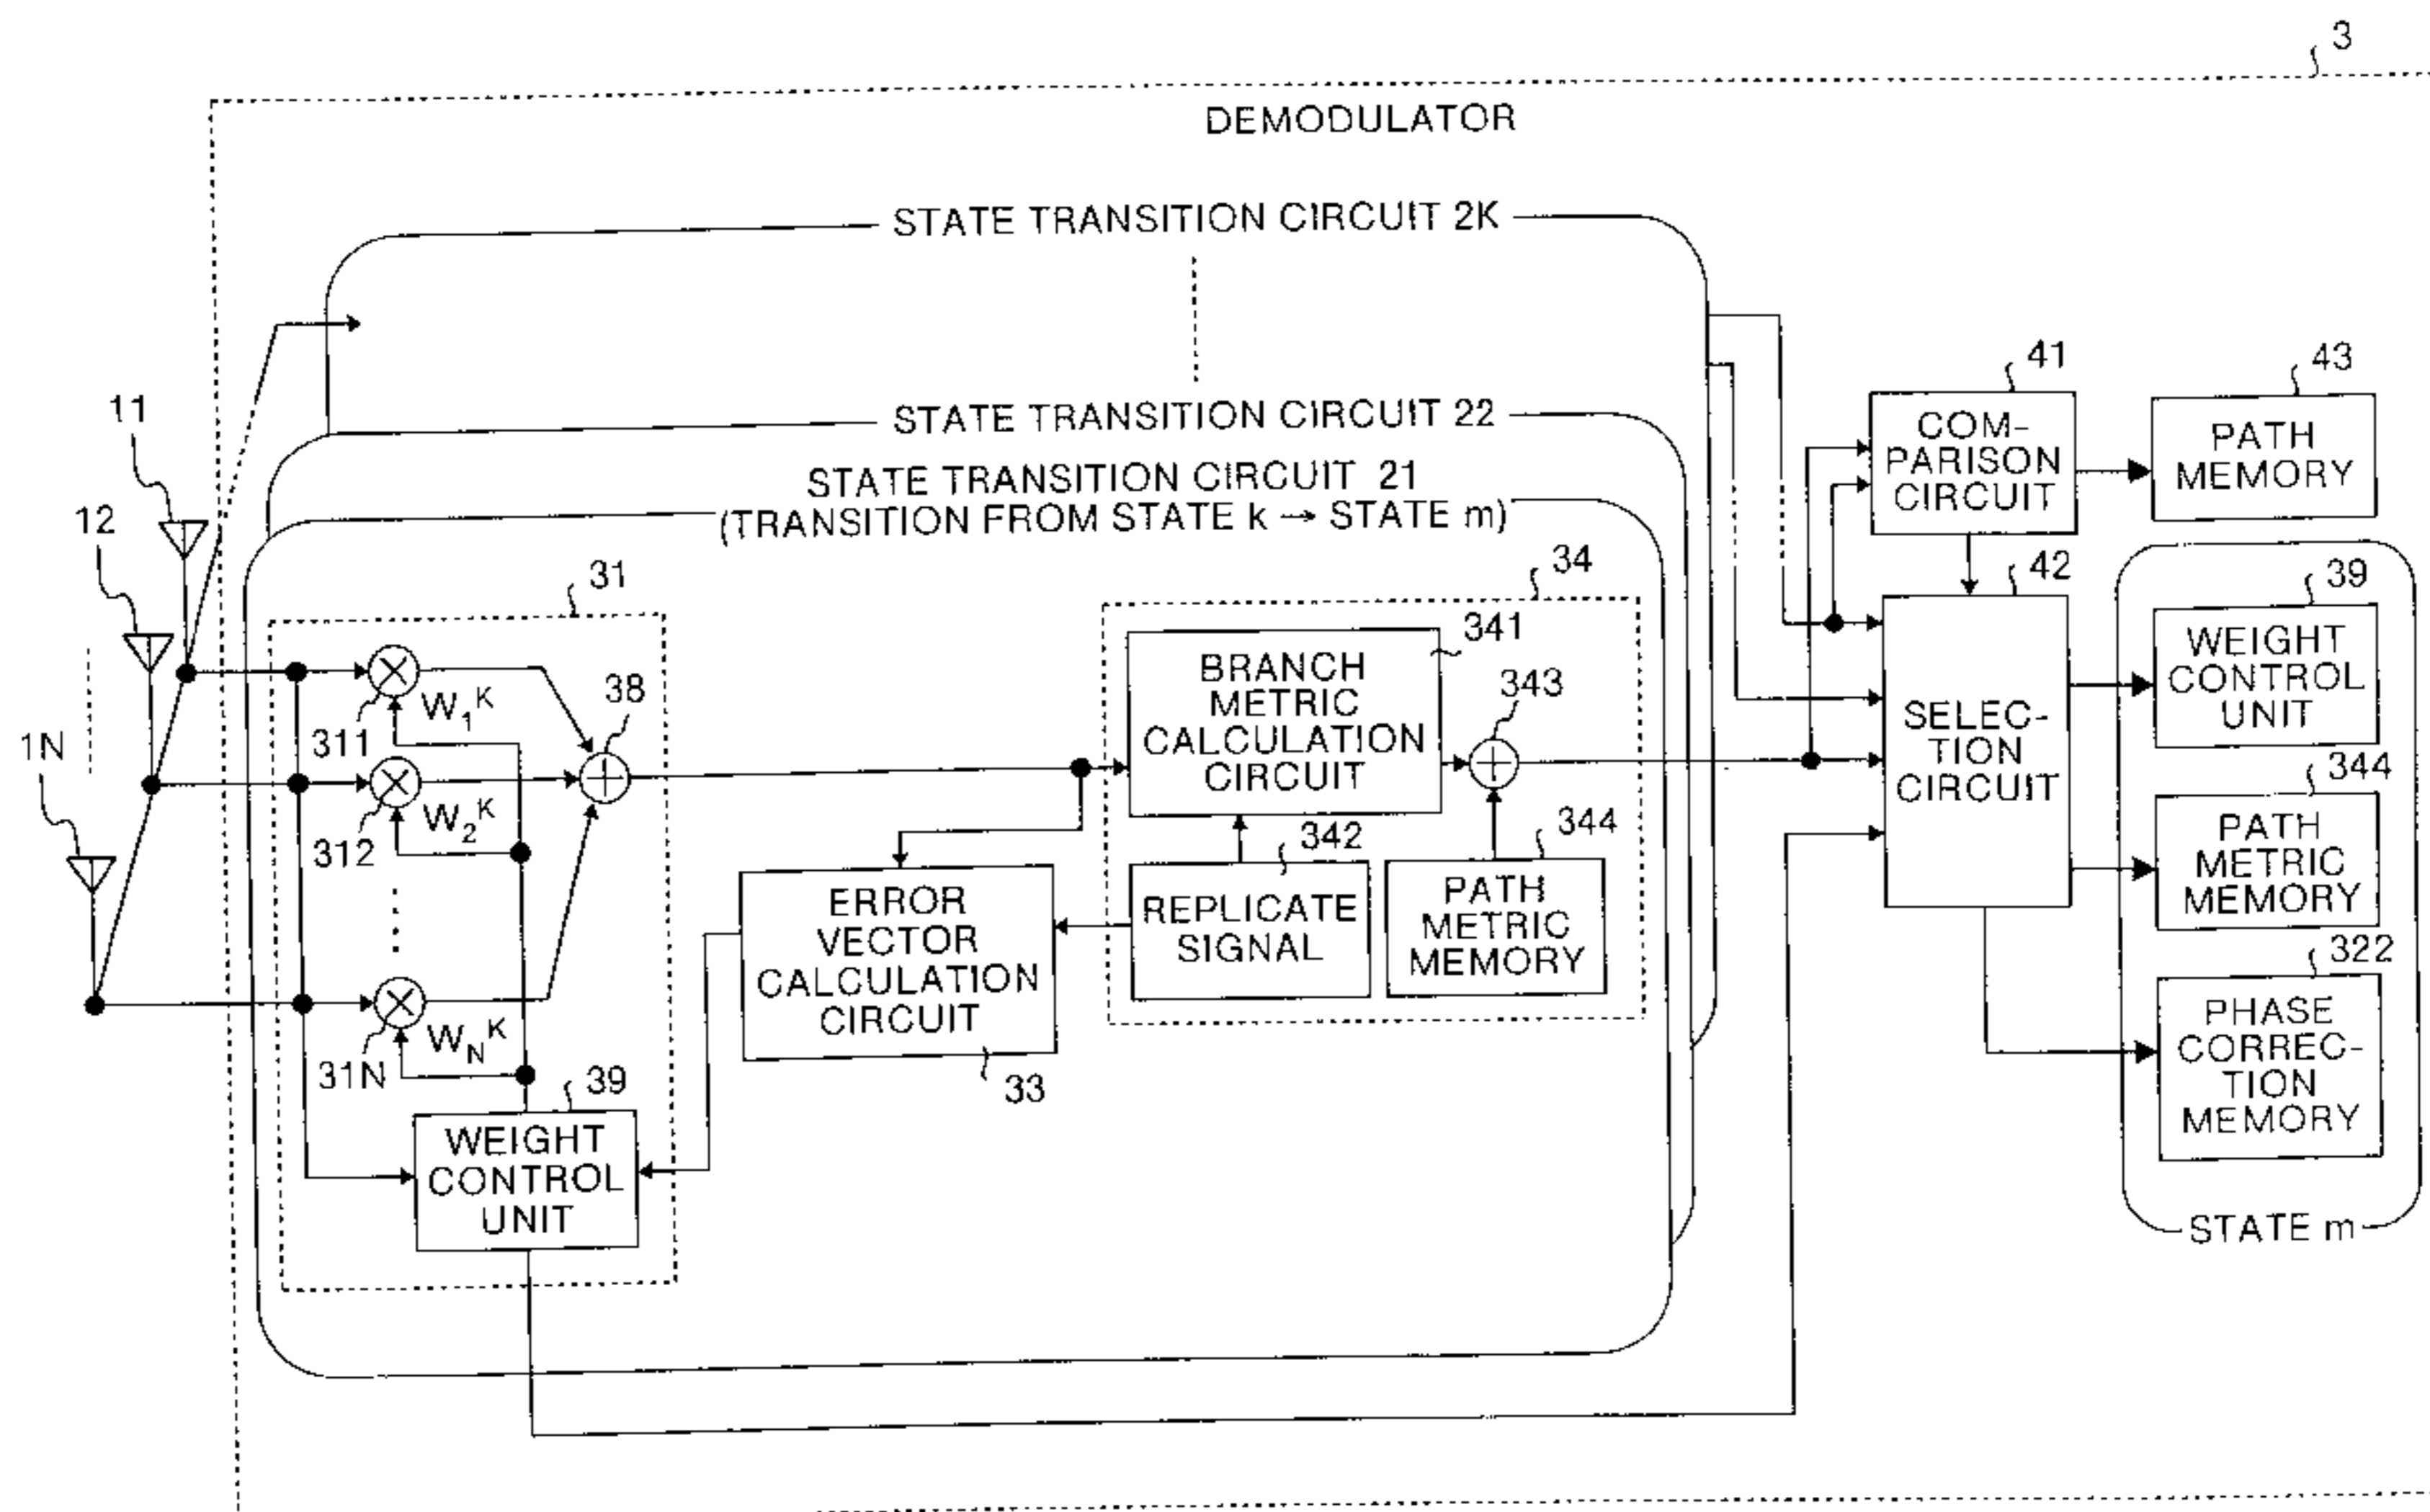 3
DEMODULATOR
STATE TRANSITION CIRCUIT 2K
STATE TRANSITION CIRCUIT 22
STATE TRANSITION CIRCUIT 21
(TRANSITION FROM STATE k → STATE m)
11
12
1N
31
311
W₁ᴷ
312
W₂ᴷ
31N
W_Nᴷ
38
39
WEIGHT
CONTROL
UNIT
ERROR
VECTOR
CALCULATION
CIRCUIT
33
34
341
BRANCH
METRIC
CALCULATION
CIRCUIT
343
342
REPLICATE
SIGNAL
344
PATH
METRIC
MEMORY
41
COM-
PARISON
CIRCUIT
43
PATH
MEMORY
42
SELEC-
TION
CIRCUIT
39
WEIGHT
CONTROL
UNIT
344
PATH
METRIC
MEMORY
322
PHASE
CORREC-
TION
MEMORY
STATE m